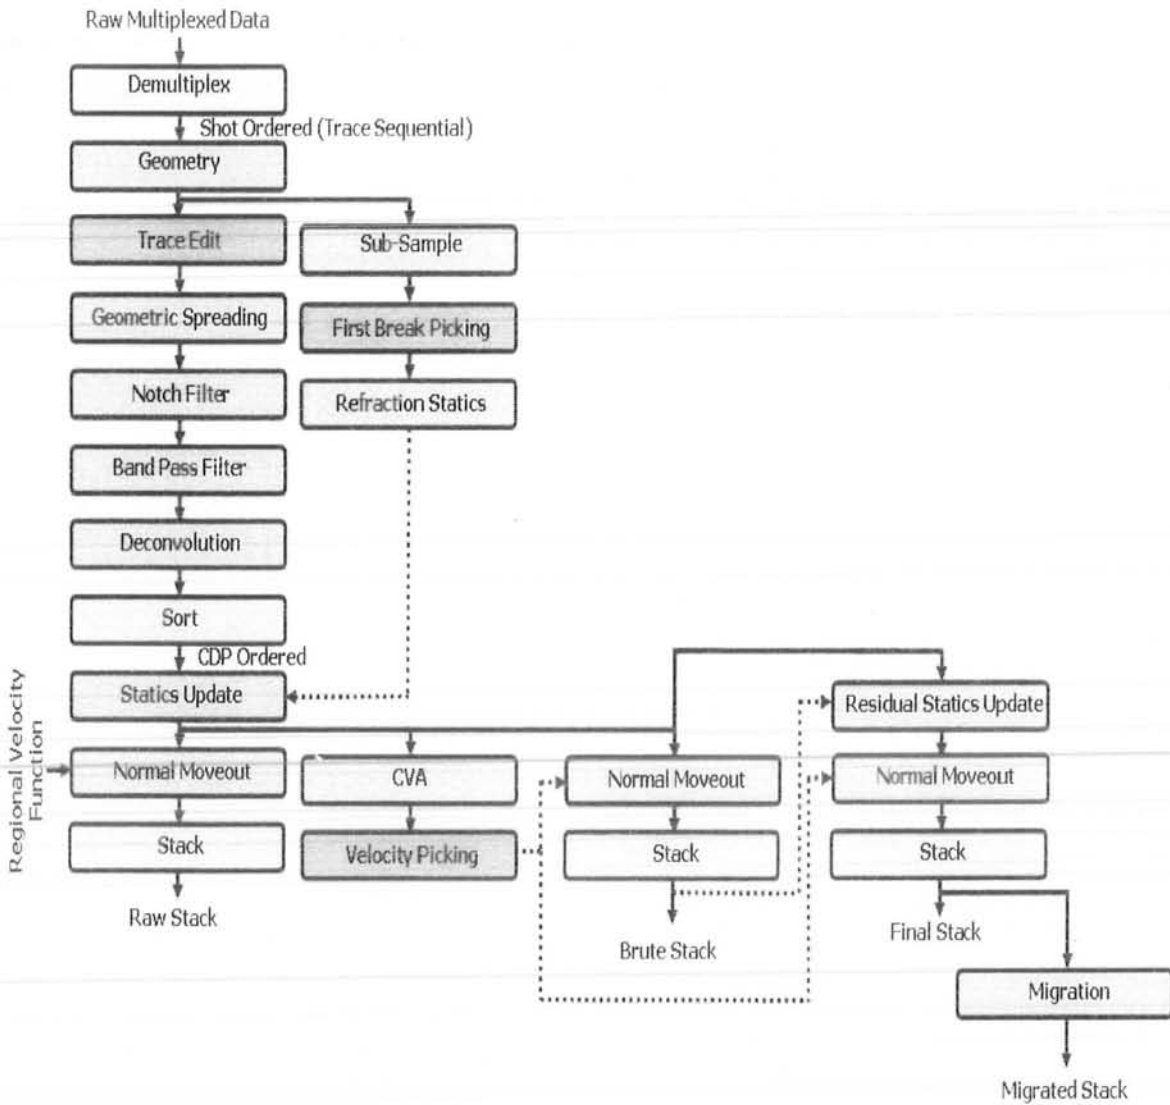 Raw Multiplexed Data
Demultiplex
Shot Ordered (Trace Sequential)
Geometry
Trace Edit
Sub-Sample
Geometric Spreading
First Break Picking
Notch Filter
Refraction Statics
Band Pass Filter
Deconvolution
Sort
CDP Ordered
Statics Update
Residual Statics Update
Regional Velocity
Function
Normal Moveout
CVA
Normal Moveout
Normal Moveout
Stack
Velocity Picking
Stack
Stack
Raw Stack
Brute Stack
Final Stack
Migration
Migrated Stack